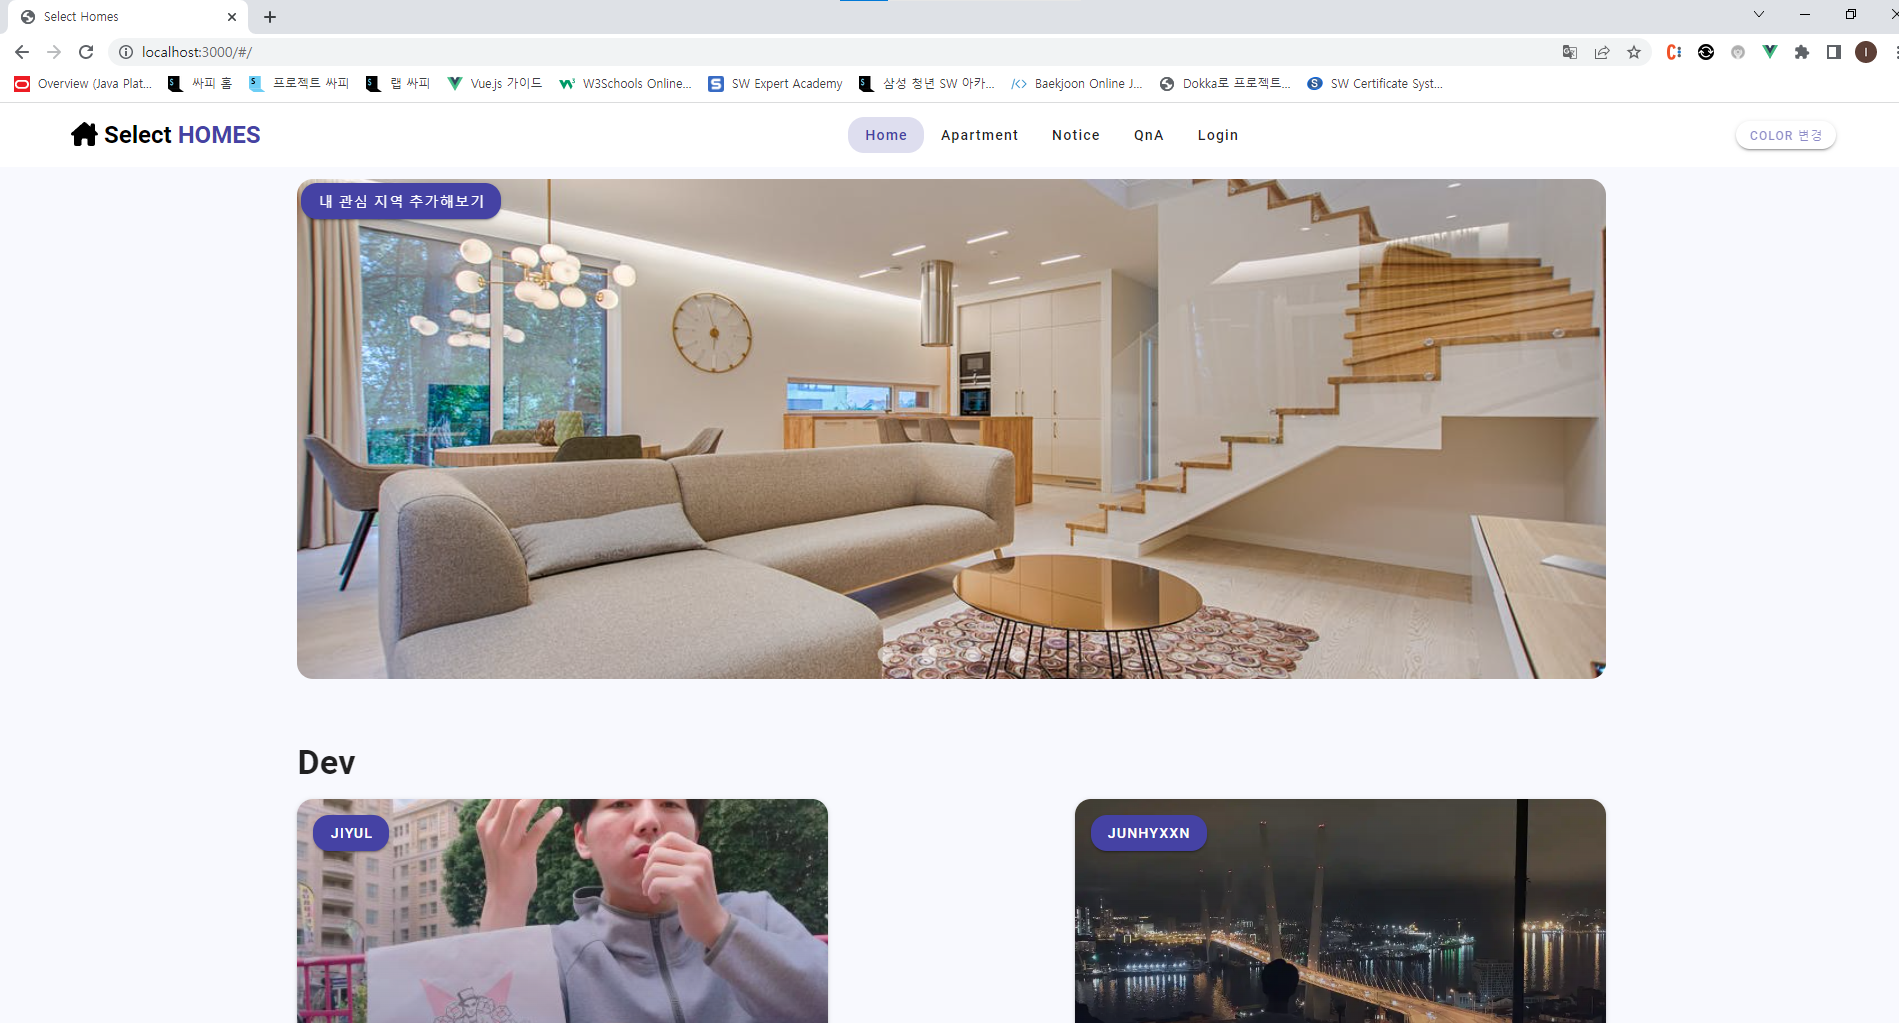 Select Homes
localhost:3000/#/
Overview (Java Plat...
싸피 홈
프로젝트 싸피
랩 싸피
Vue.js 가이드
W3Schools Online...
SW Expert Academy
삼성 청년 SW 아카...
Baekjoon Online J...
Dokka로 프로젝트...
SW Certificate Syst...
Select HOMES
Home
Apartment
Notice
QnA
Login
COLOR 변경
내 관심 지역 추가해보기
Dev
JIYUL
JUNHYXXN